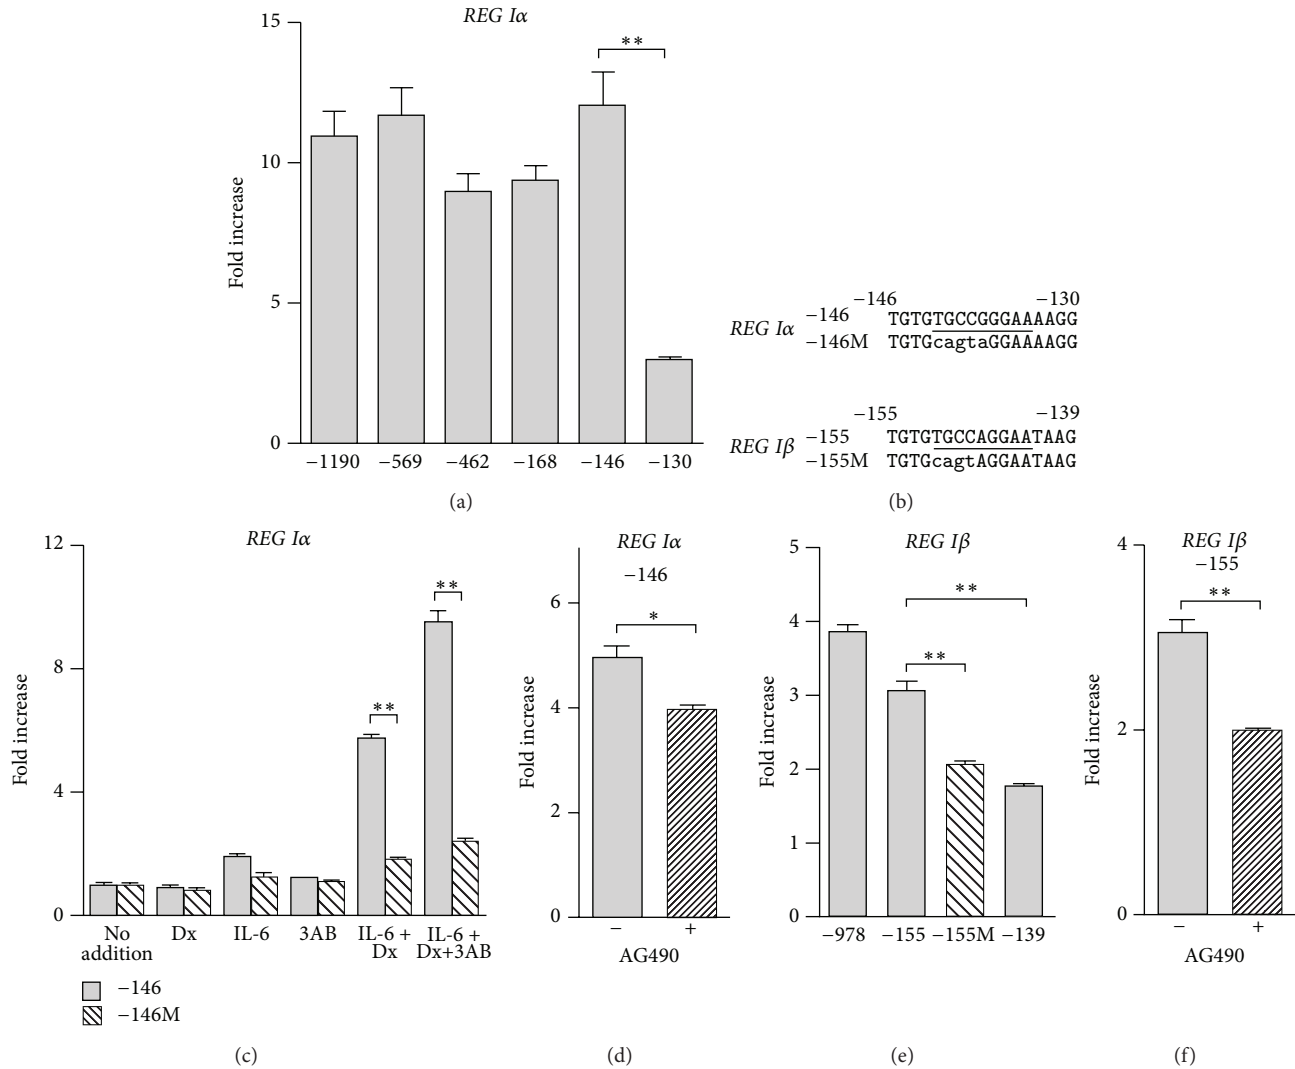 REG Iα
15
10
5
0
Fold increase
**
−1190 −569 −462 −168 −146 −130
(a)
−146 −130
REG Iα
−146 TGTGTGCCGGGAAAAGG
−146M TGTGcagtaGGAAAAGG
−155 −139
REG Iβ
−155 TGTGTGCCAGGAATAAG
−155M TGTGcagtAGGAATAAG
(b)
REG Iα
12
8
4
0
Fold increase
**
**
No addition Dx IL-6 3AB IL-6 + Dx IL-6 + Dx+3AB
−146
−146M
(c)
REG Iα
−146
6
4
2
0
Fold increase
*
− +
AG490
(d)
REG Iβ
5
4
3
2
1
0
Fold increase
**
**
−978 −155 −155M −139
(e)
REG Iβ
−155
4
2
0
Fold increase
**
− +
AG490
(f)